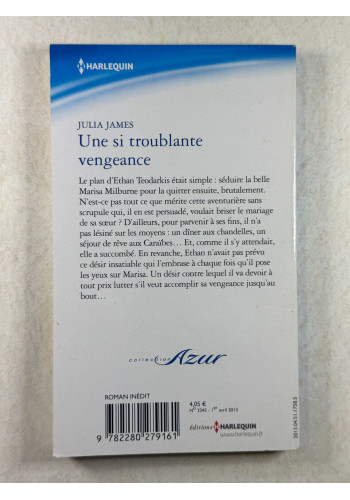 HARLEQUIN
JULIA JAMES
Une si troublante
vengeance
Le plan d'Ethan Teodarkis était simple : séduire la belle
Marisa Milburne pour la quitter ensuite, brutalement.
N'est-ce pas tout ce que mérite cette aventurière sans
scrupule qui, il en est persuadé, voulait briser le mariage
de sa sœur ? D'ailleurs, pour parvenir à ses fins, il n'a
pas lésiné sur les moyens : un dîner aux chandelles, un
séjour de rêve aux Caraïbes… Et, comme il s'y attendait,
elle a succombé. En revanche, Ethan n'avait pas prévu
ce désir insatiable qui l'embrase à chaque fois qu'il pose
les yeux sur Marisa. Un désir contre lequel il va devoir à
tout prix lutter s'il veut accomplir sa vengeance jusqu'au
bout…
collection Azur
ROMAN INÉDIT
4,05 €
N° 3342 - 1er avril 2013
éditions HARLEQUIN
www.harlequin.fr
9 782280 279161